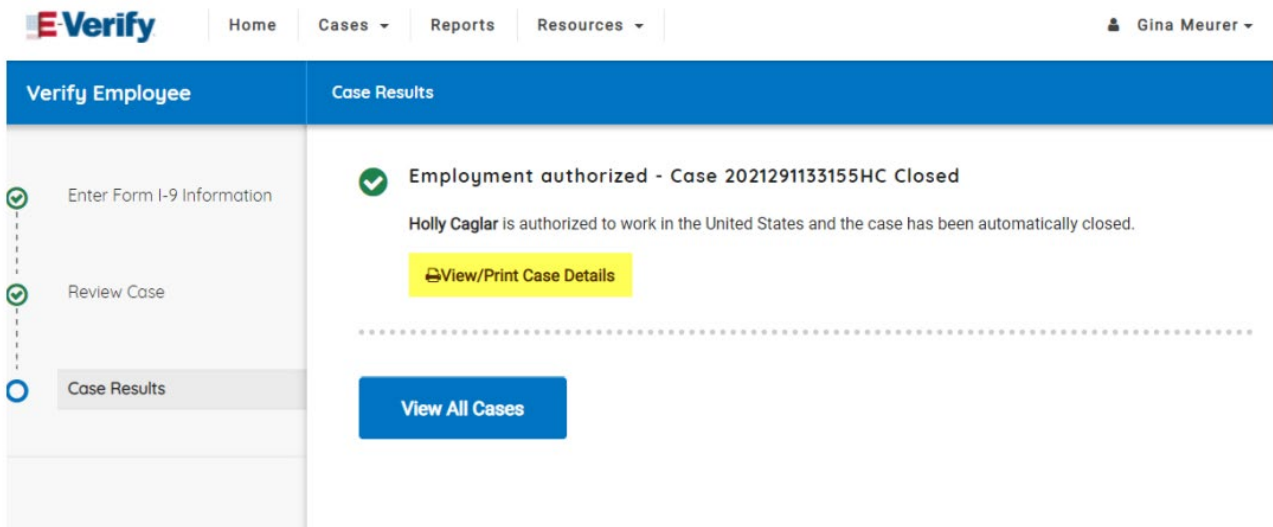 E-Verify Home Cases Reports Resources Gina Meurer
Verify Employee Case Results
Enter Form I-9 Information
Review Case
Case Results
Employment authorized - Case 2021291133155HC Closed
Holly Caglar is authorized to work in the United States and the case has been automatically closed.
View/Print Case Details
View All Cases